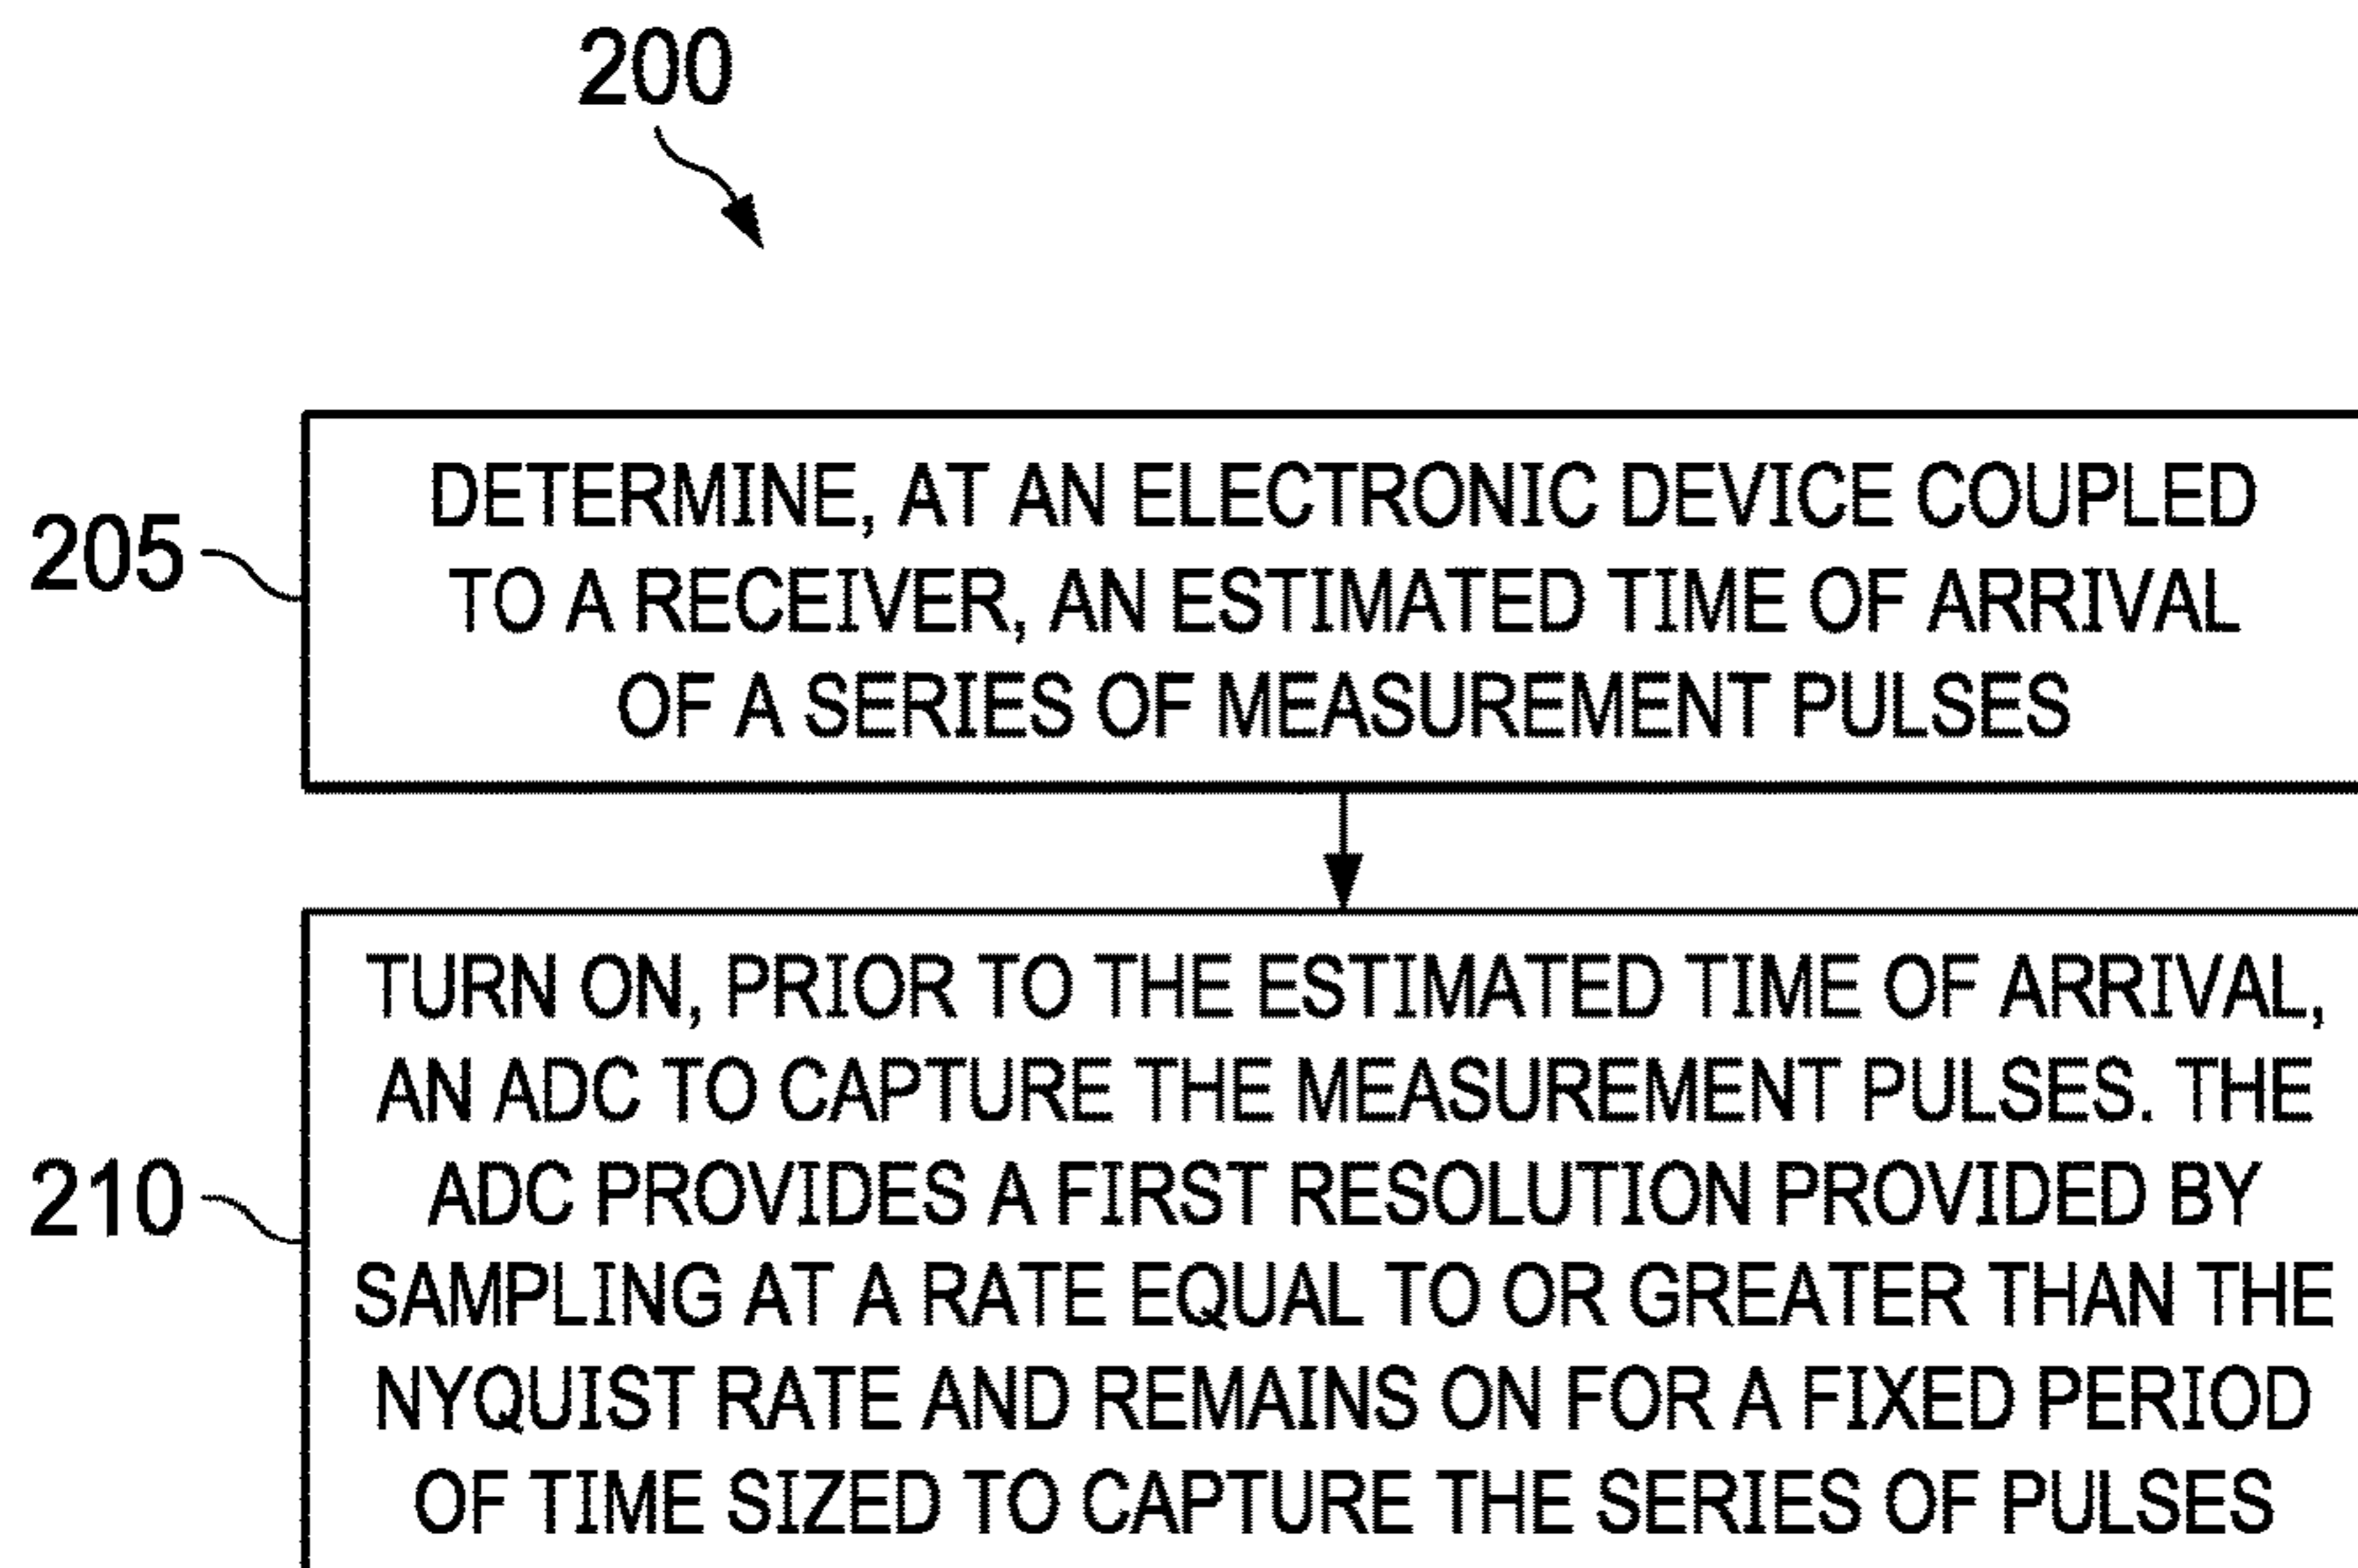 200
205
DETERMINE, AT AN ELECTRONIC DEVICE COUPLED
TO A RECEIVER, AN ESTIMATED TIME OF ARRIVAL
OF A SERIES OF MEASUREMENT PULSES
210
TURN ON, PRIOR TO THE ESTIMATED TIME OF ARRIVAL,
AN ADC TO CAPTURE THE MEASUREMENT PULSES. THE
ADC PROVIDES A FIRST RESOLUTION PROVIDED BY
SAMPLING AT A RATE EQUAL TO OR GREATER THAN THE
NYQUIST RATE AND REMAINS ON FOR A FIXED PERIOD
OF TIME SIZED TO CAPTURE THE SERIES OF PULSES